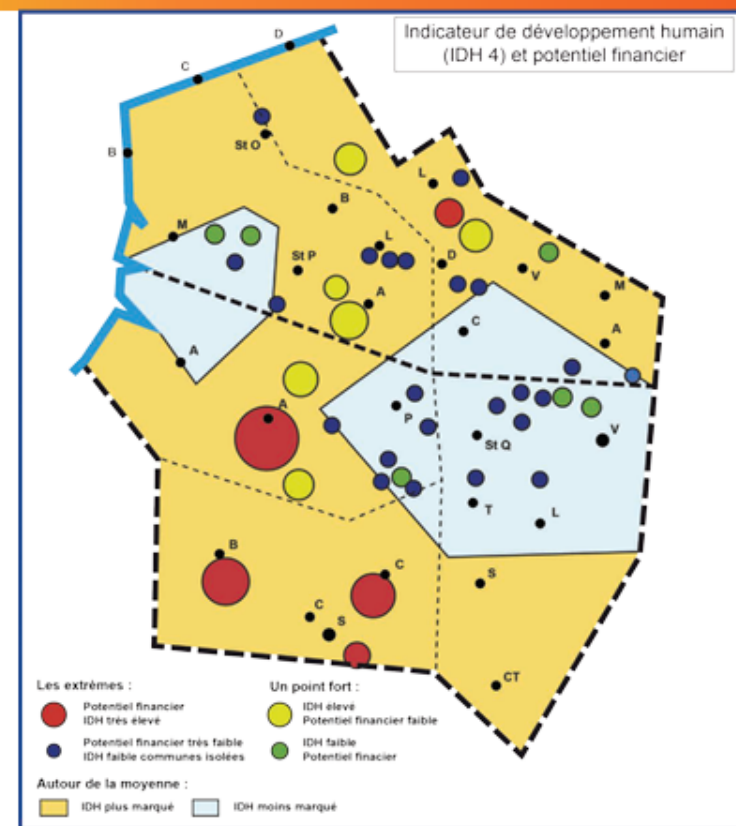 Indicateur de développement humain
(IDH 4) et potentiel financier
D
C
B
St O
L
B
M
L
St P
D
V
M
A
C
A
A
A
P
St Q
V
T
L
B
C
S
C
S
CT
Les extrêmes :
Potentiel financier
IDH très élevé
Potentiel financier très faible
IDH faible communes isolées
Un point fort :
IDH élevé
Potentiel financier faible
IDH faible
Potentiel finacier
Autour de la moyenne :
IDH plus marqué
IDH moins marqué